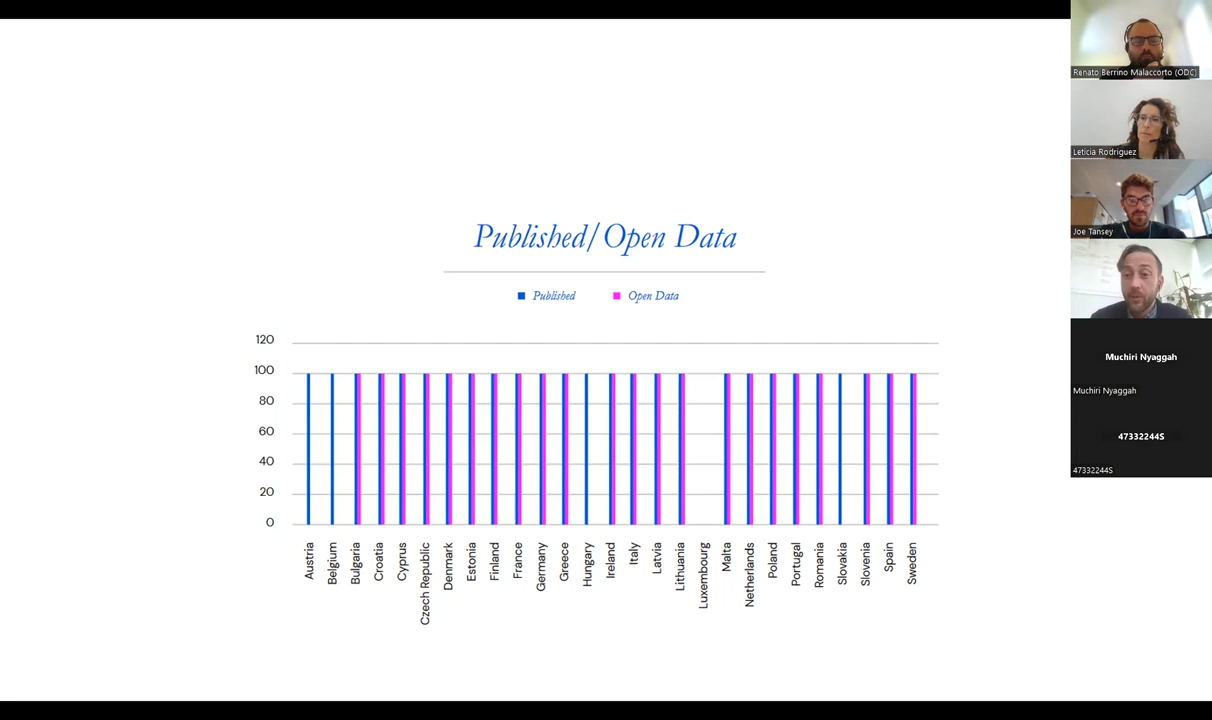 Published/Open Data
Published
Open Data
120
100
80
60
40
20
0
Austria
Belgium
Bulgaria
Croatia
Cyprus
Czech Republic
Denmark
Estonia
Finland
France
Germany
Greece
Hungary
Ireland
Italy
Latvia
Lithuania
Luxembourg
Malta
Netherlands
Poland
Portugal
Romania
Slovakia
Slovenia
Spain
Sweden
Renato Berrino Malaccorto (ODC)
Leticia Rodriguez
Joe Tansey
Muchiri Nyaggah
Muchiri Nyaggah
47332244S
47332244S